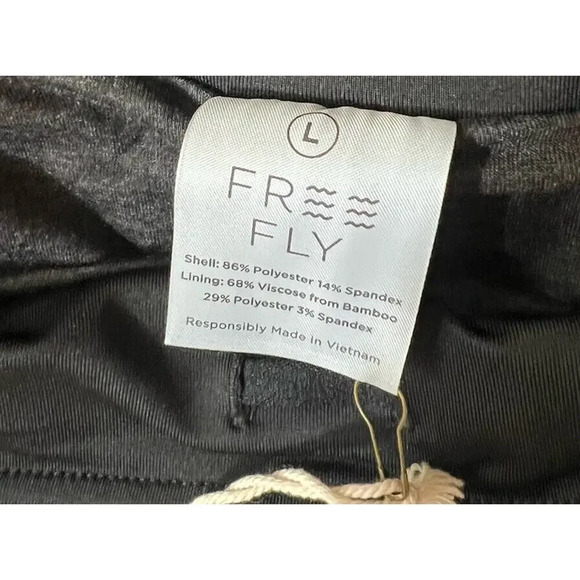 L
FREE
FLY
Shell: 86% Polyester 14% Spandex
Lining: 68% Viscose from Bamboo
29% Polyester 3% Spandex
Responsibly Made in Vietnam